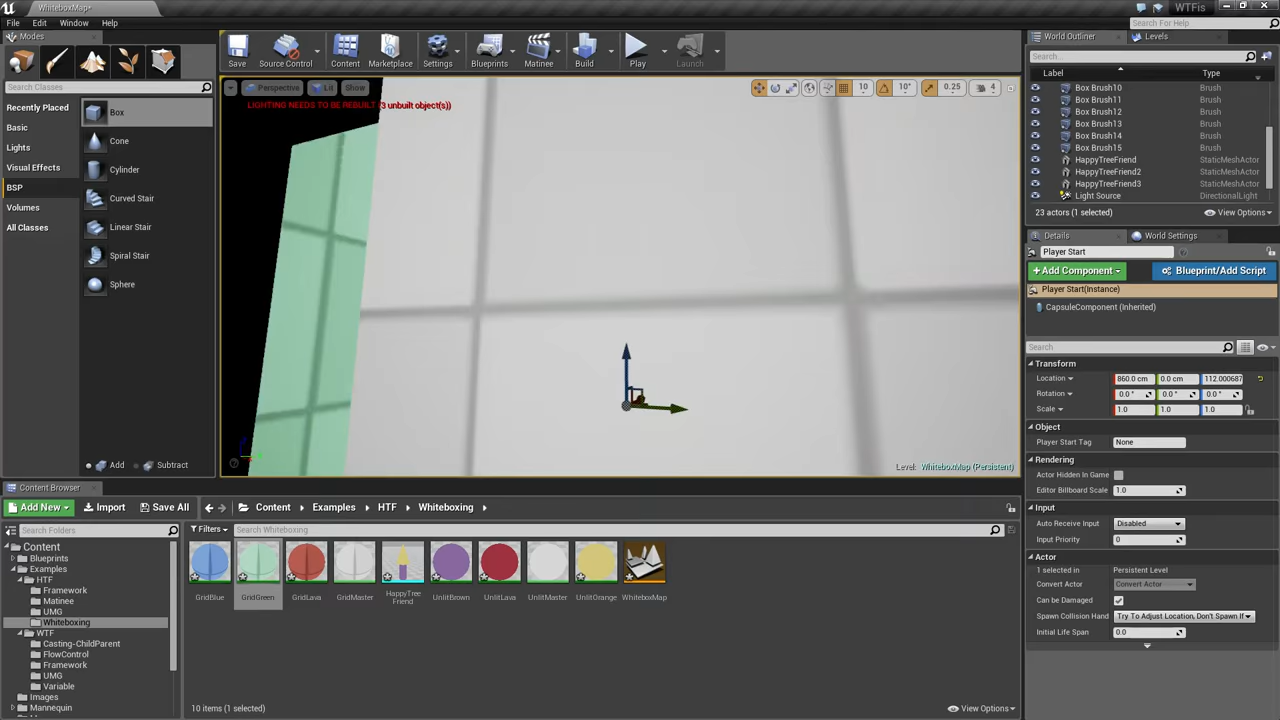 WhiteboxMap*
WTFis
File Edit Window Help
Search For Help
Modes
Search Classes
Recently Placed
Basic
Lights
Visual Effects
BSP
Volumes
All Classes
Box
Cone
Cylinder
Curved Stair
Linear Stair
Spiral Stair
Sphere
Add Subtract
Save Source Control Content Marketplace Settings Blueprints Matinee Build Play Launch
Perspective Lit Show
10 10° 0.25 4
LIGHTING NEEDS TO BE REBUILT (3 unbuilt object(s))
Level: WhiteboxMap (Persistent)
World Outliner Levels
Search...
Label Type
Box Brush10 Brush
Box Brush11 Brush
Box Brush12 Brush
Box Brush13 Brush
Box Brush14 Brush
Box Brush15 Brush
HappyTreeFriend StaticMeshActor
HappyTreeFriend2 StaticMeshActor
HappyTreeFriend3 StaticMeshActor
Light Source DirectionalLight
23 actors (1 selected) View Options
Details World Settings
Player Start
+Add Component Blueprint/Add Script
Player Start(Instance)
CapsuleComponent (Inherited)
Search
Transform
Location 860.0 cm 0.0 cm 112.000687
Rotation 0.0 ° 0.0 ° 0.0 °
Scale 1.0 1.0 1.0
Object
Player Start Tag None
Rendering
Actor Hidden In Game
Editor Billboard Scale 1.0
Input
Auto Receive Input Disabled
Input Priority 0
Actor
1 selected in Persistent Level
Convert Actor Convert Actor
Can be Damaged
Spawn Collision Hand Try To Adjust Location, Don't Spawn If
Initial Life Span 0.0
Content Browser
Add New Import Save All Content Examples HTF Whiteboxing
Search Folders
Filters Search Whiteboxing
Content
Blueprints
Examples
HTF
Framework
Matinee
UMG
Whiteboxing
WTF
Casting-ChildParent
FlowControl
Framework
UMG
Variable
Images
Mannequin
GridBlue GridGreen GridLava GridMaster HappyTree Friend UnlitBrown UnlitLava UnlitMaster UnlitOrange WhiteboxMap
10 items (1 selected) View Options